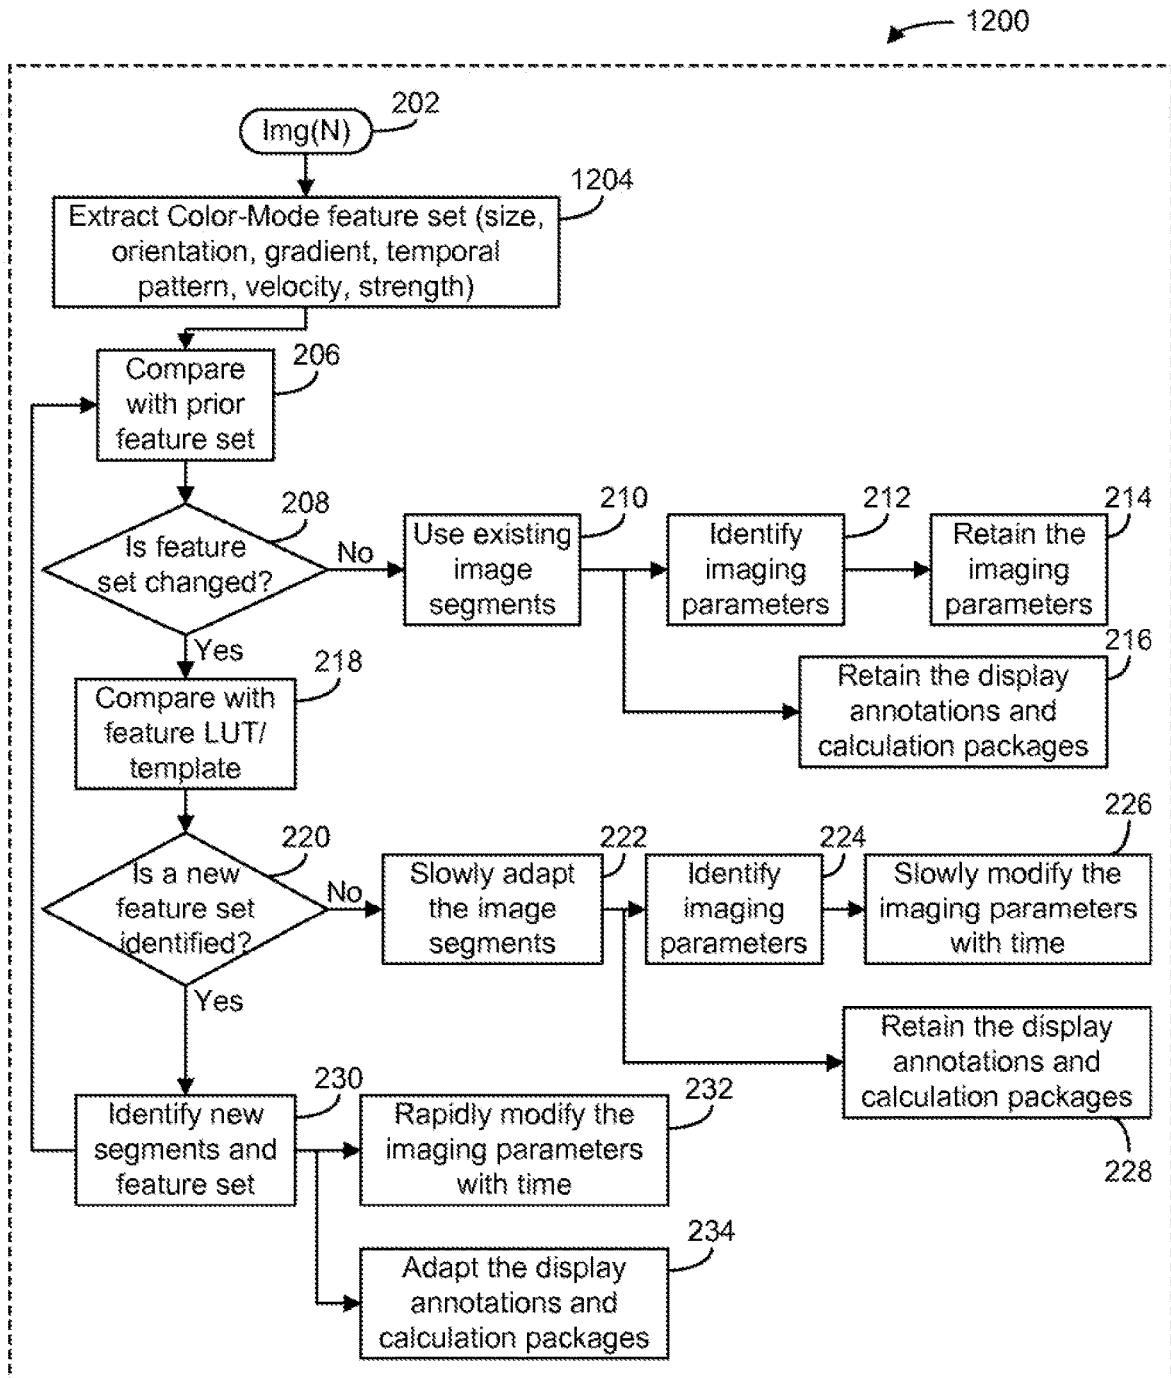 1200
202
Img(N)
1204
Extract Color-Mode feature set (size,
orientation, gradient, temporal
pattern, velocity, strength)
206
Compare
with prior
feature set
208
Is feature
set changed?
No
Yes
210
Use existing
image
segments
212
Identify
imaging
parameters
214
Retain the
imaging
parameters
216
Retain the display
annotations and
calculation packages
218
Compare with
feature LUT/
template
220
Is a new
feature set
identified?
No
Yes
222
Slowly adapt
the image
segments
224
Identify
imaging
parameters
226
Slowly modify the
imaging parameters
with time
Retain the display
annotations and
calculation packages
228
230
Identify new
segments and
feature set
232
Rapidly modify the
imaging parameters
with time
234
Adapt the display
annotations and
calculation packages